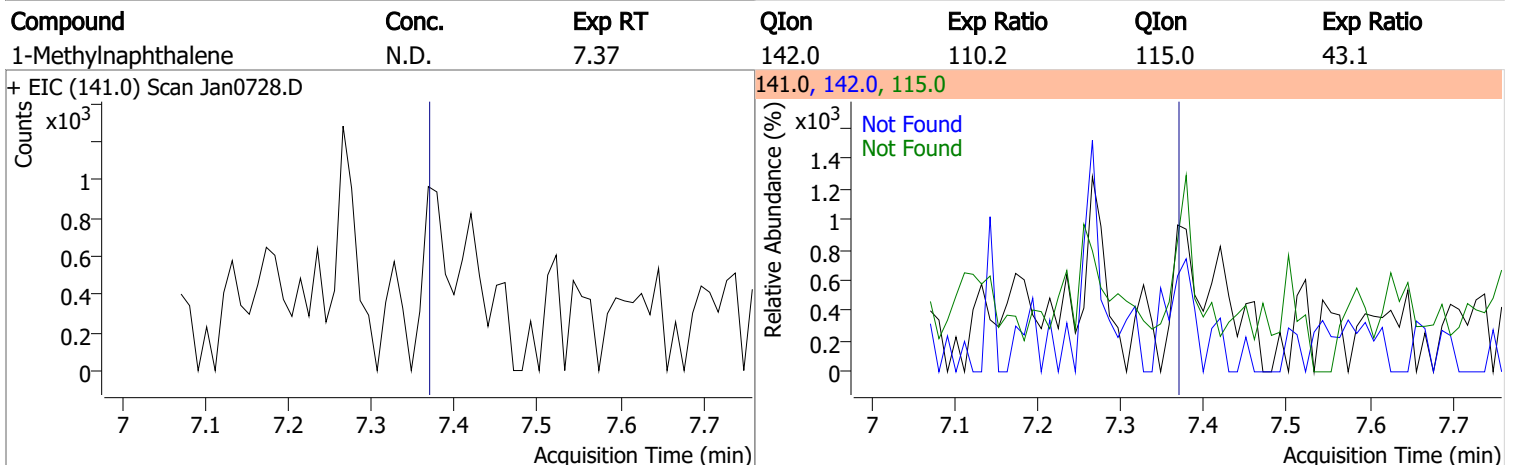 Compound Conc. Exp RT QIon Exp Ratio QIon Exp Ratio
1-Methylnaphthalene N.D. 7.37 142.0 110.2 115.0 43.1
+ EIC (141.0) Scan Jan0728.D
Counts
x10³
1
0.8
0.6
0.4
0.2
0
7 7.1 7.2 7.3 7.4 7.5 7.6 7.7
Acquisition Time (min)
141.0, 142.0, 115.0
Relative Abundance (%)
x10³
Not Found
Not Found
1.4
1.2
1
0.8
0.6
0.4
0.2
0
7 7.1 7.2 7.3 7.4 7.5 7.6 7.7
Acquisition Time (min)